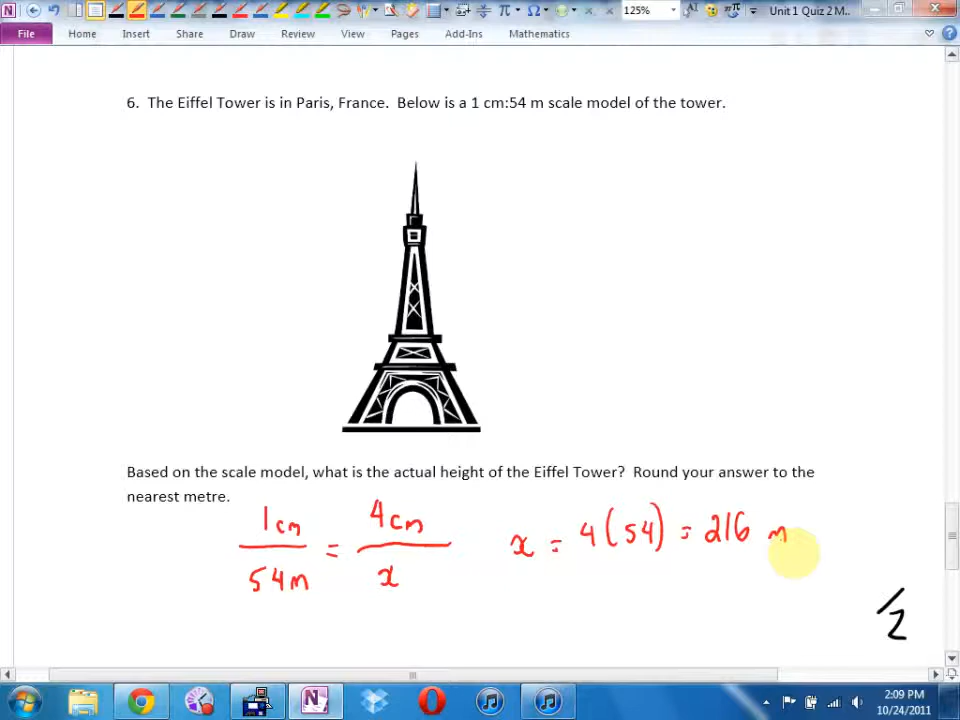 125% Unit 1 Quiz 2 M..
File Home Insert Share Draw Review View Pages Add-Ins Mathematics
6. The Eiffel Tower is in Paris, France. Below is a 1 cm:54 m scale model of the tower.
Based on the scale model, what is the actual height of the Eiffel Tower? Round your answer to the
nearest metre.
1cm / 54m = 4cm / x x = 4(54) = 216 m
/2
2:09 PM
10/24/2011